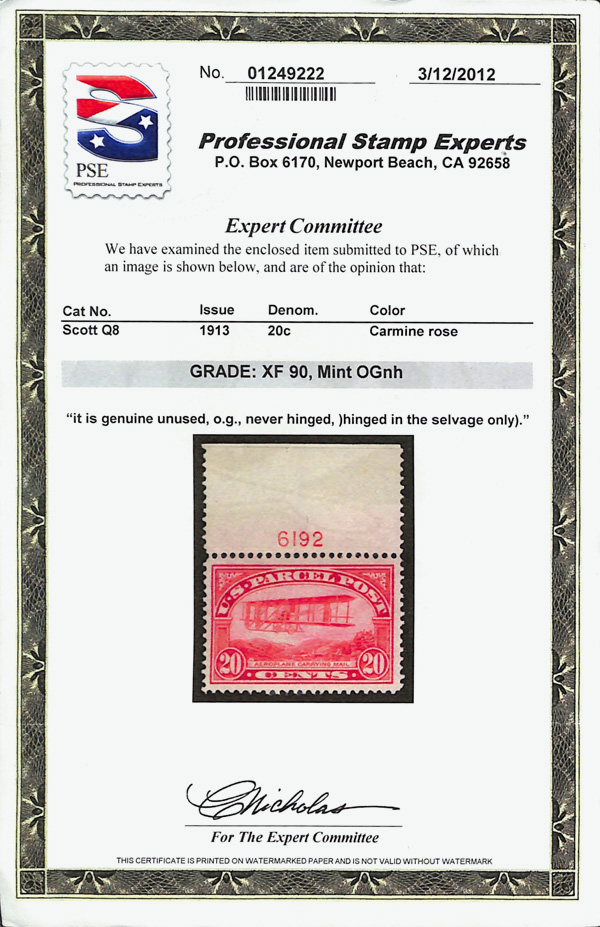 No. 01249222 3/12/2012
PSE
PROFESSIONAL STAMP EXPERTS
Professional Stamp Experts
P.O. Box 6170, Newport Beach, CA 92658
Expert Committee
We have examined the enclosed item submitted to PSE, of which
an image is shown below, and are of the opinion that:
Cat No. Issue Denom. Color
Scott Q8 1913 20c Carmine rose
GRADE: XF 90, Mint OGnh
“it is genuine unused, o.g., never hinged, )hinged in the selvage only).”
6192
U.S. PARCEL POST
AEROPLANE CARRYING MAIL
20 20
CENTS
CNicholas
For The Expert Committee
THIS CERTIFICATE IS PRINTED ON WATERMARKED PAPER AND IS NOT VALID WITHOUT WATERMARK